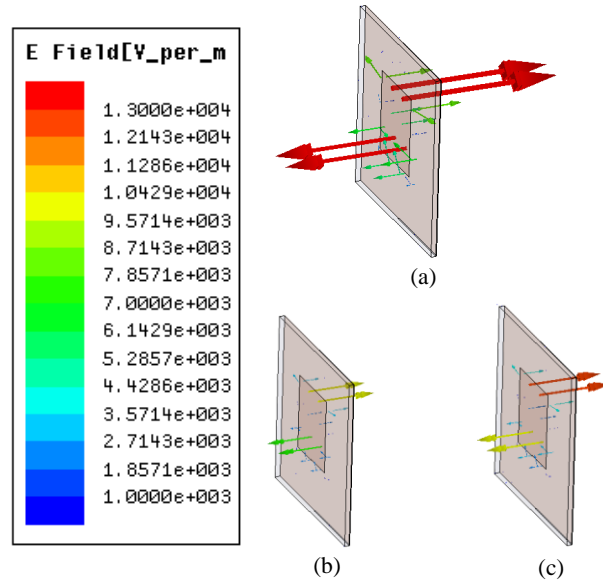 E Field[V_per_m
1.3000e+004
1.2143e+004
1.1286e+004
1.0429e+004
9.5714e+003
8.7143e+003
7.8571e+003
7.0000e+003
6.1429e+003
5.2857e+003
4.4286e+003
3.5714e+003
2.7143e+003
1.8571e+003
1.0000e+003
(a)
(b)
(c)